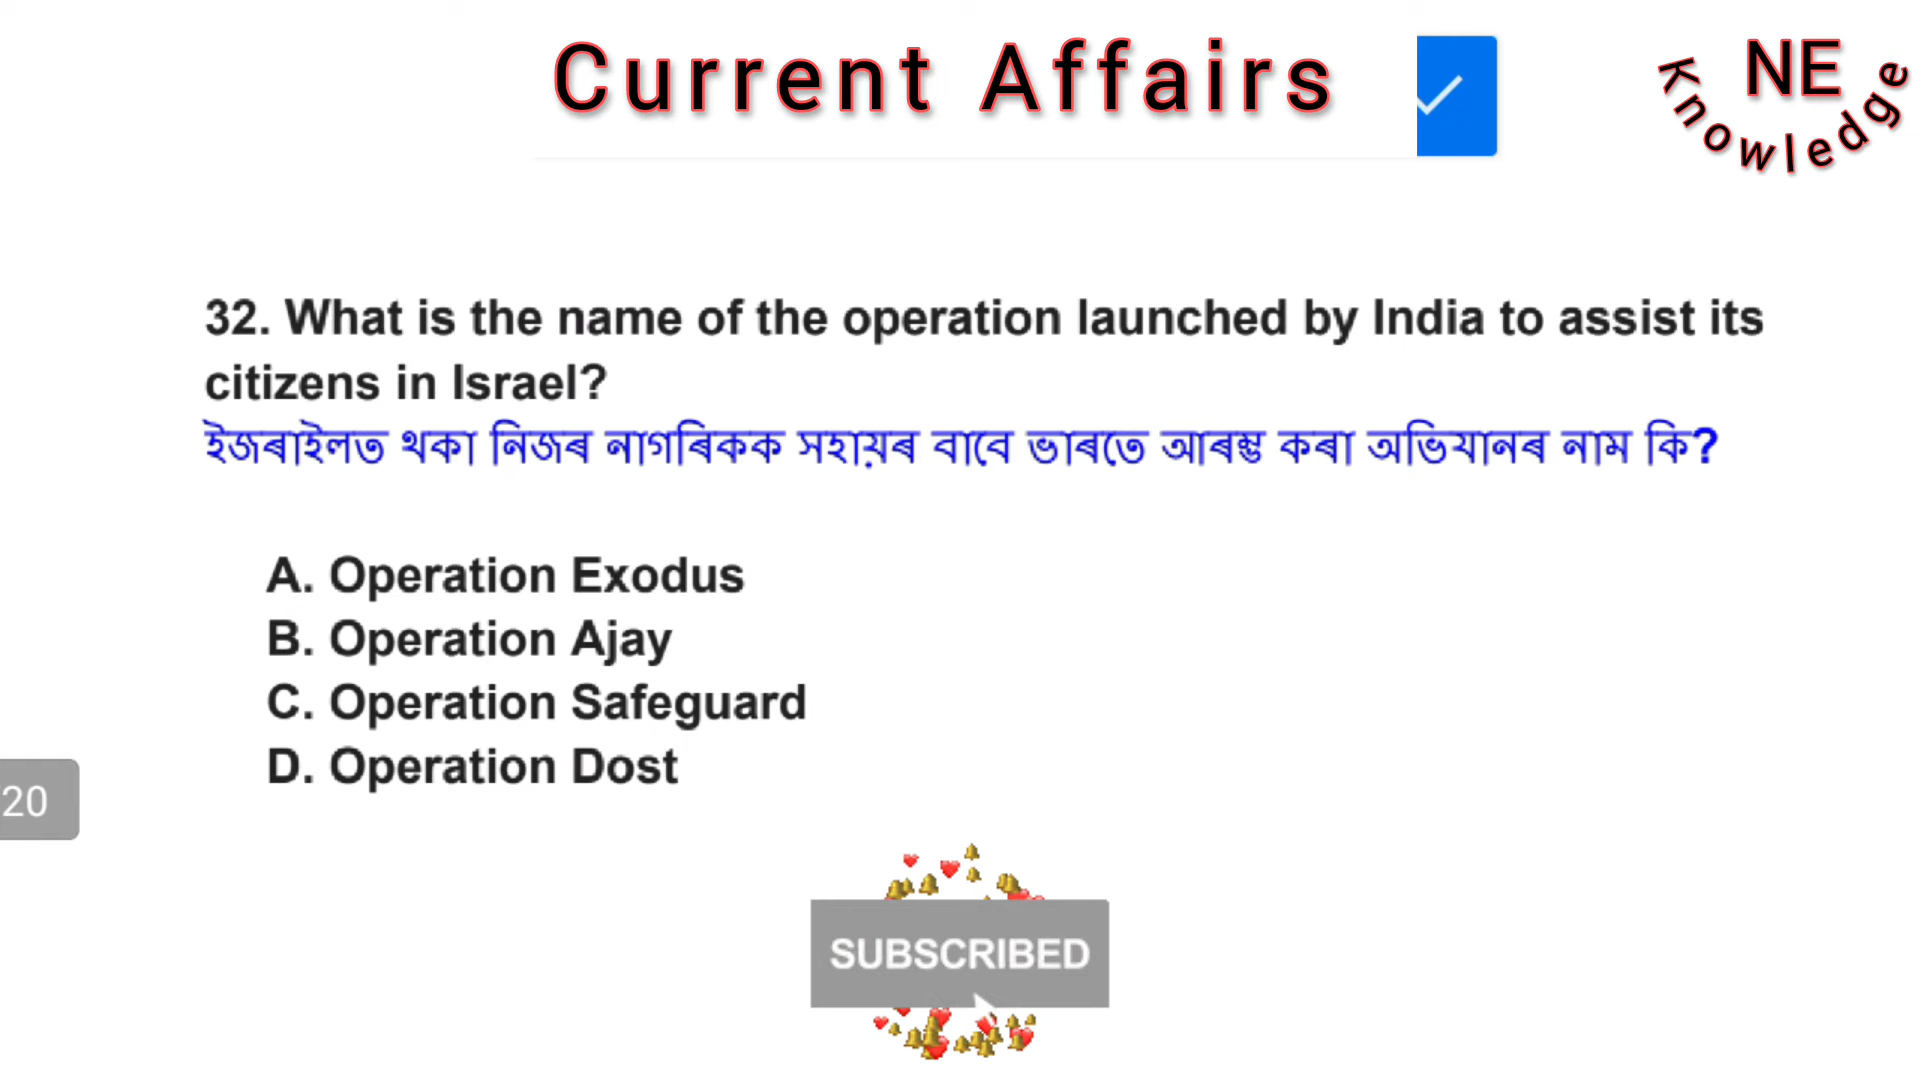 Current Affairs
NE
Knowledge
32. What is the name of the operation launched by India to assist its
citizens in Israel?
ইজৰাইলত থকা নিজৰ নাগৰিকক সহায়ৰ বাবে ভাৰতে আৰম্ভ কৰা অভিযানৰ নাম কি?
A. Operation Exodus
B. Operation Ajay
C. Operation Safeguard
D. Operation Dost
20
SUBSCRIBED